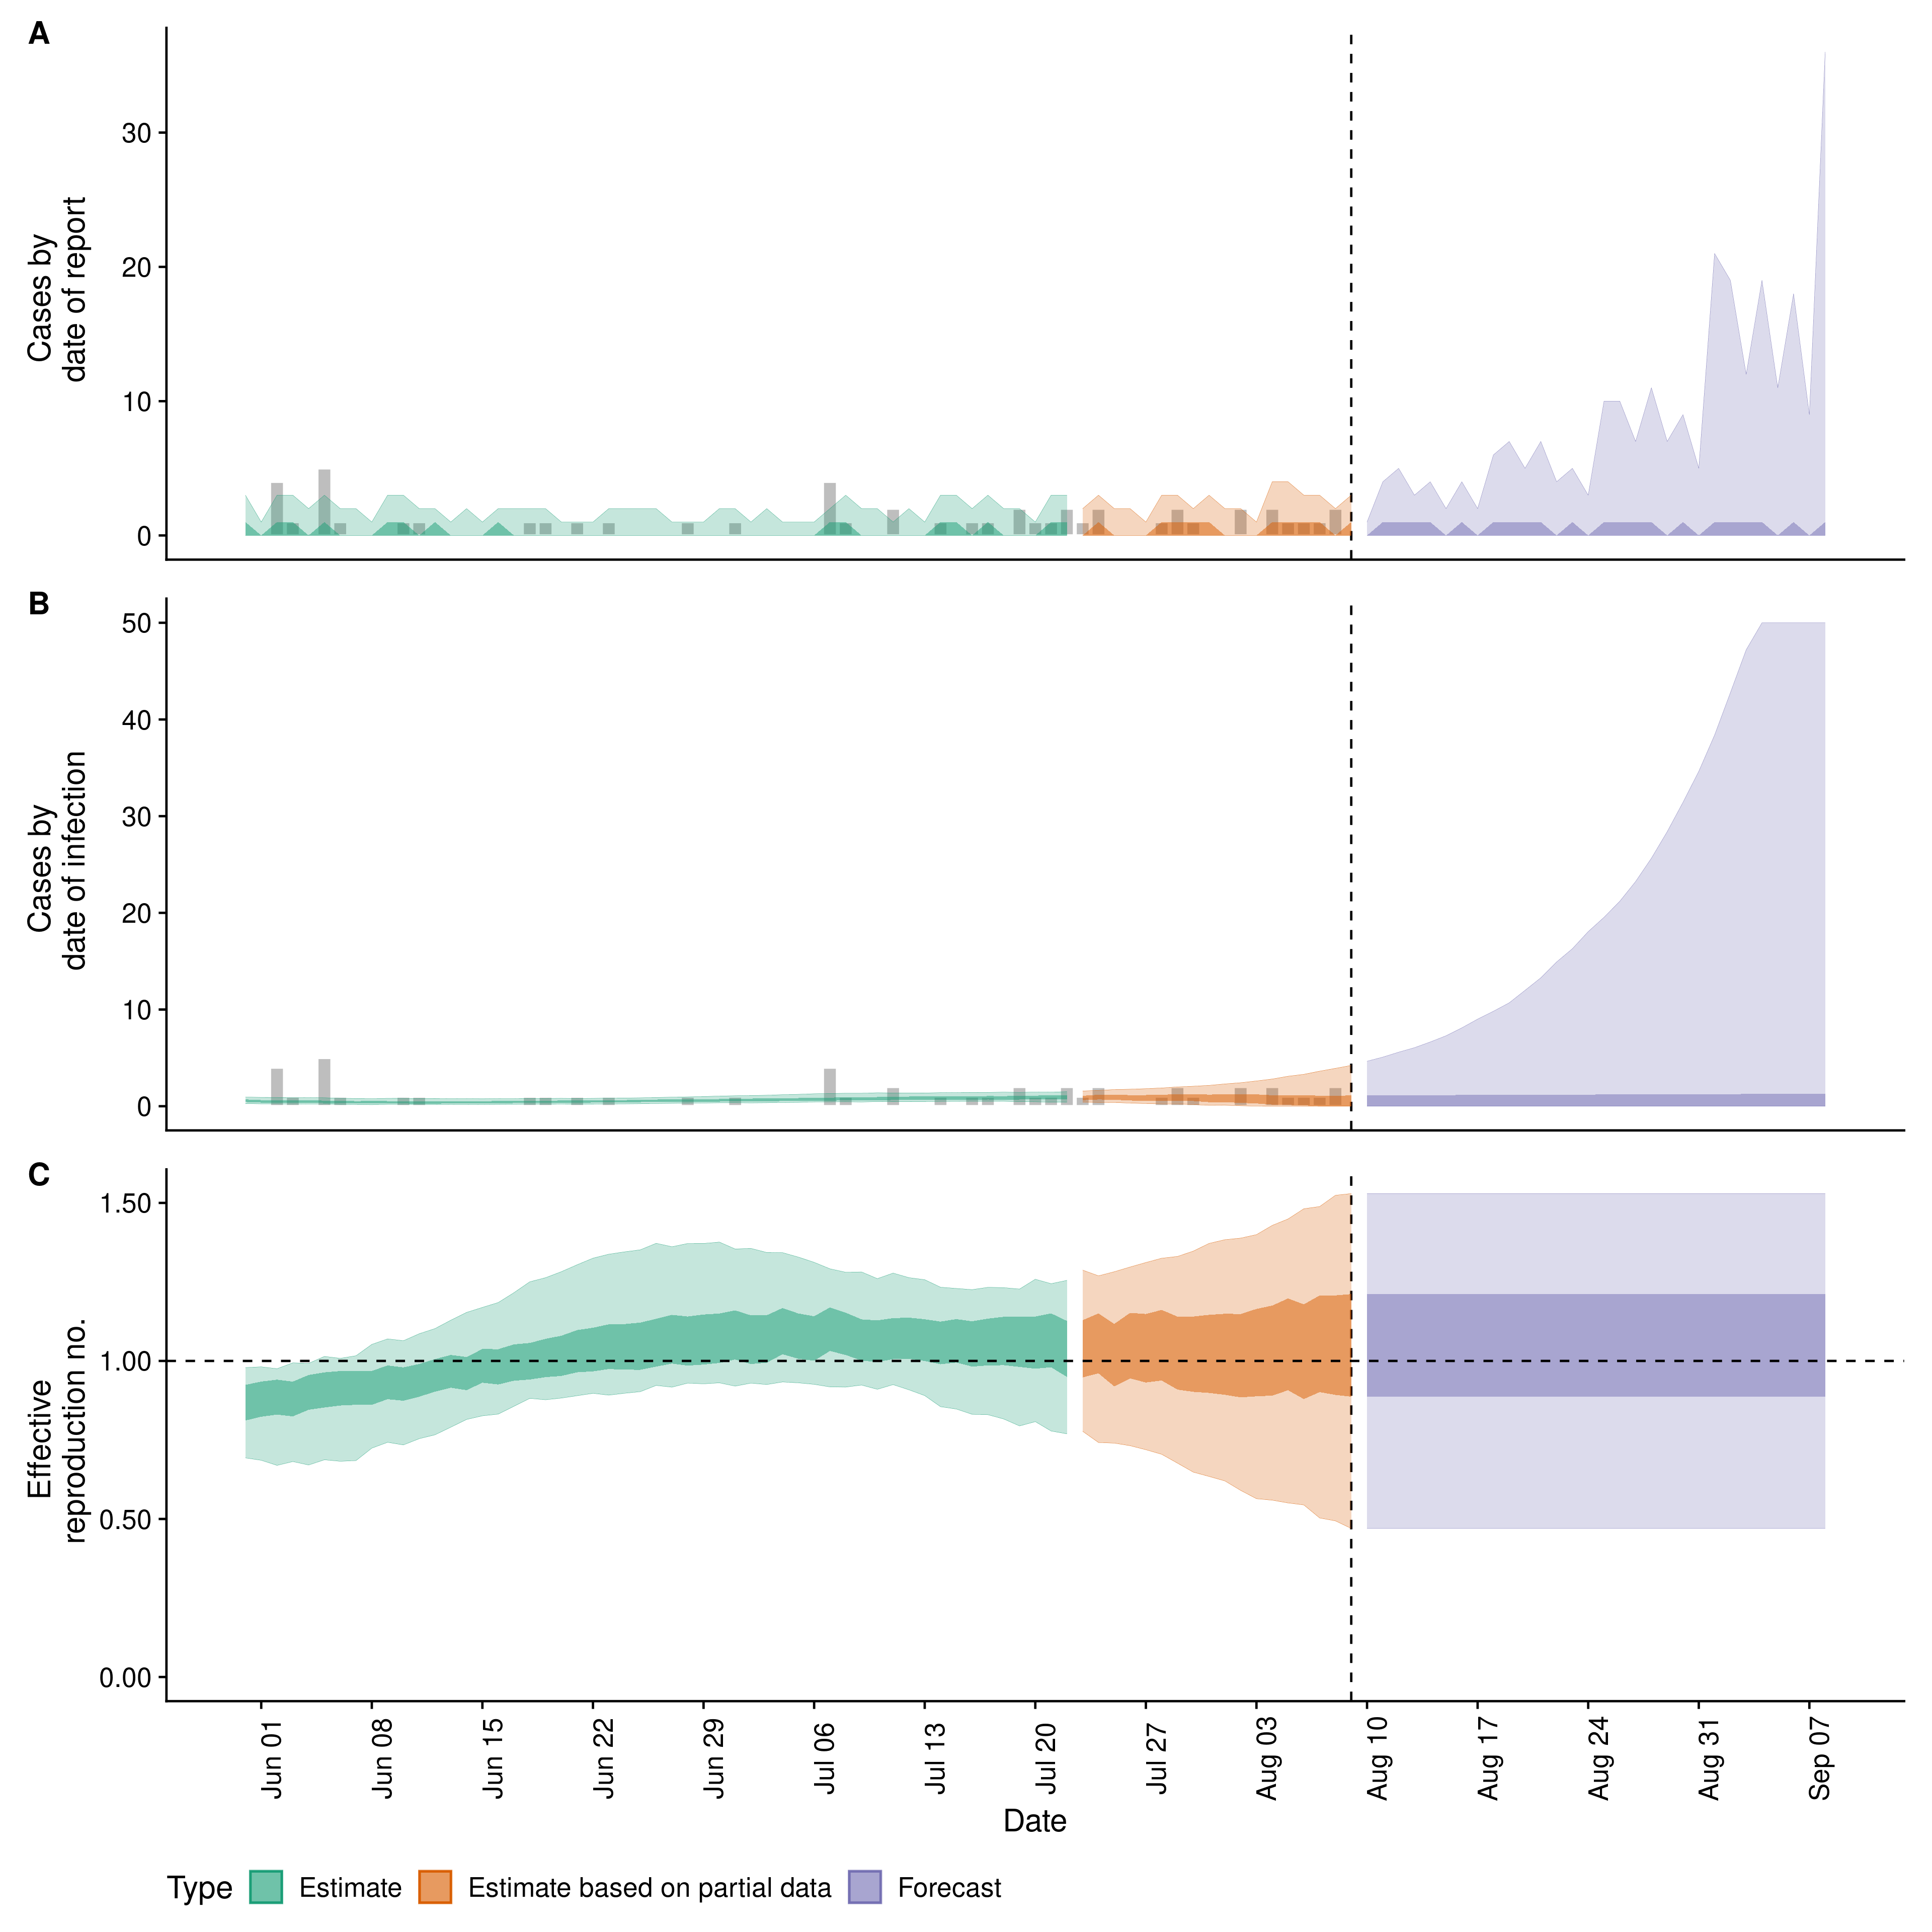 A
Cases by
date of report
30
20
10
0
B
Cases by
date of infection
50
40
30
20
10
0
C
Effective
reproduction no.
1.50
1.00
0.50
0.00
Jun 01
Jun 08
Jun 15
Jun 22
Jun 29
Jul 06
Jul 13
Jul 20
Jul 27
Aug 03
Aug 10
Aug 17
Aug 24
Aug 31
Sep 07
Date
Type Estimate Estimate based on partial data Forecast